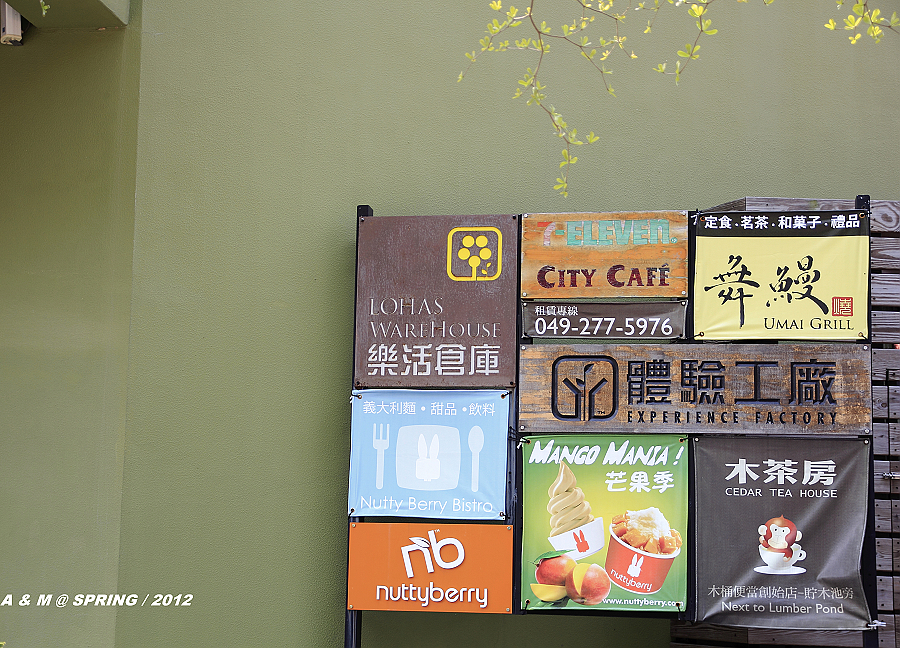 LOHAS
WAREHOUSE
樂活倉庫
7-ELEVEN
CITY CAFÉ
租賃專線
049-277-5976
定食.茗茶.和菓子.禮品
舞鰻
燒
UMAI GRILL
體驗工廠
EXPERIENCE FACTORY
義大利麵・甜品・飲料
Nutty Berry Bistro
nb
nuttyberry
MANGO MANIA!
芒果季
nuttyberry
www.nuttyberry.com
木茶房
CEDAR TEA HOUSE
木桶便當創始店-貯木池旁
Next to Lumber Pond
A & M @ SPRING / 2012